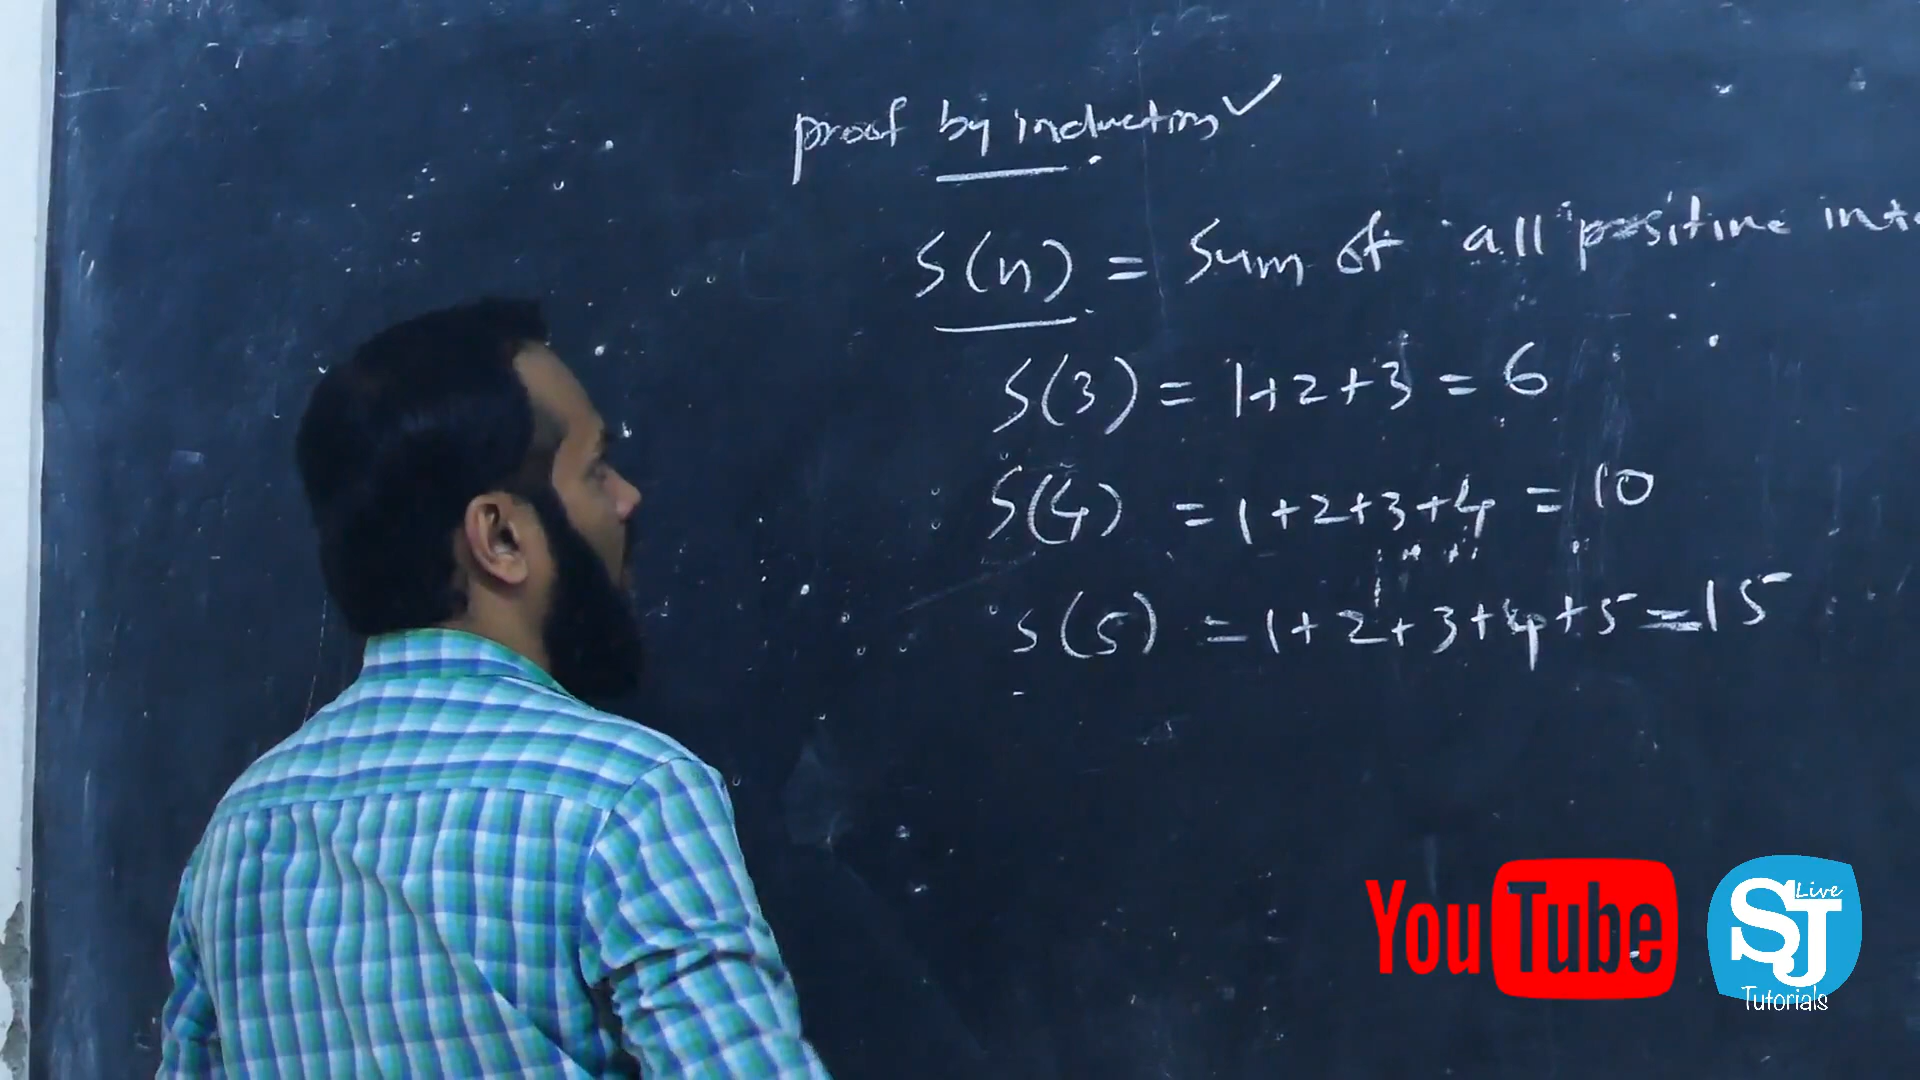 proof by induction ✓
S(n) = Sum of all positive inte
S(3) = 1+2+3 = 6
S(4) = 1+2+3+4 = 10
S(5) = 1+2+3+4+5 = 15
YouTube
SJ Live
Tutorials